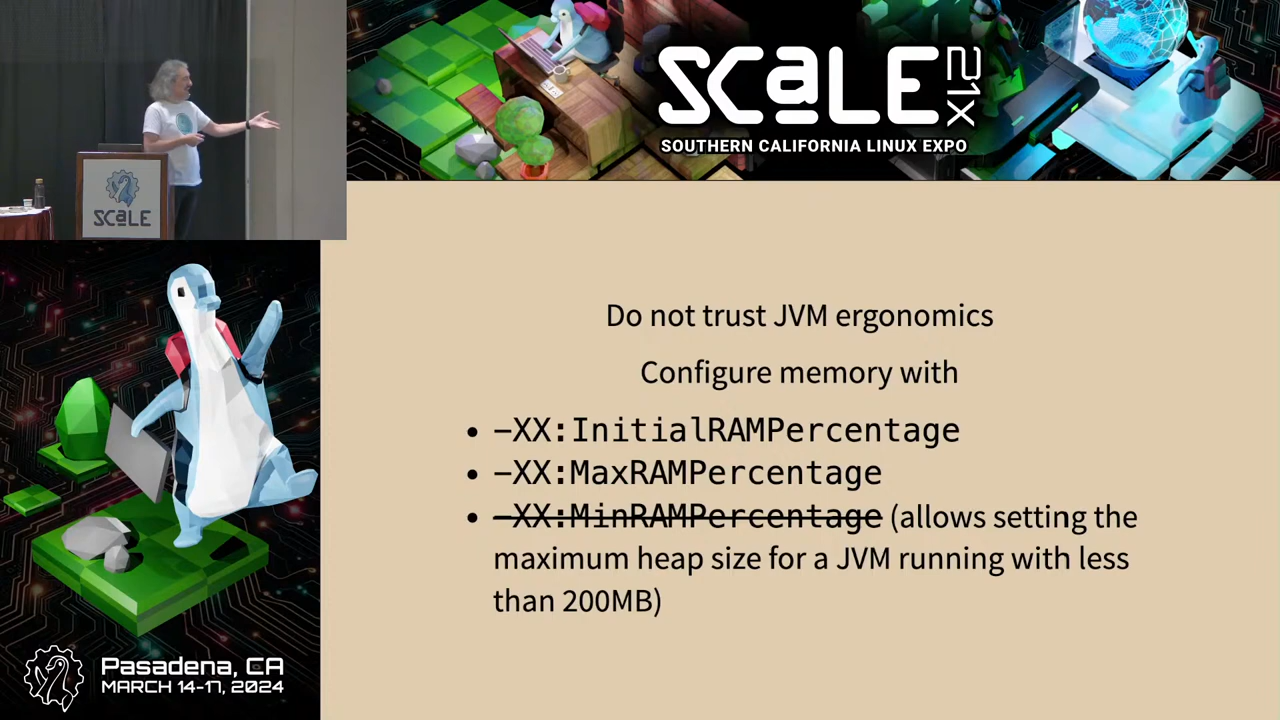 SCaLE
21X
SOUTHERN CALIFORNIA LINUX EXPO
SCaLE
Do not trust JVM ergonomics
Configure memory with
• -XX:InitialRAMPercentage
• -XX:MaxRAMPercentage
• -XX:MinRAMPercentage (allows setting the
maximum heap size for a JVM running with less
than 200MB)
Pasadena, CA
MARCH 14-17, 2024